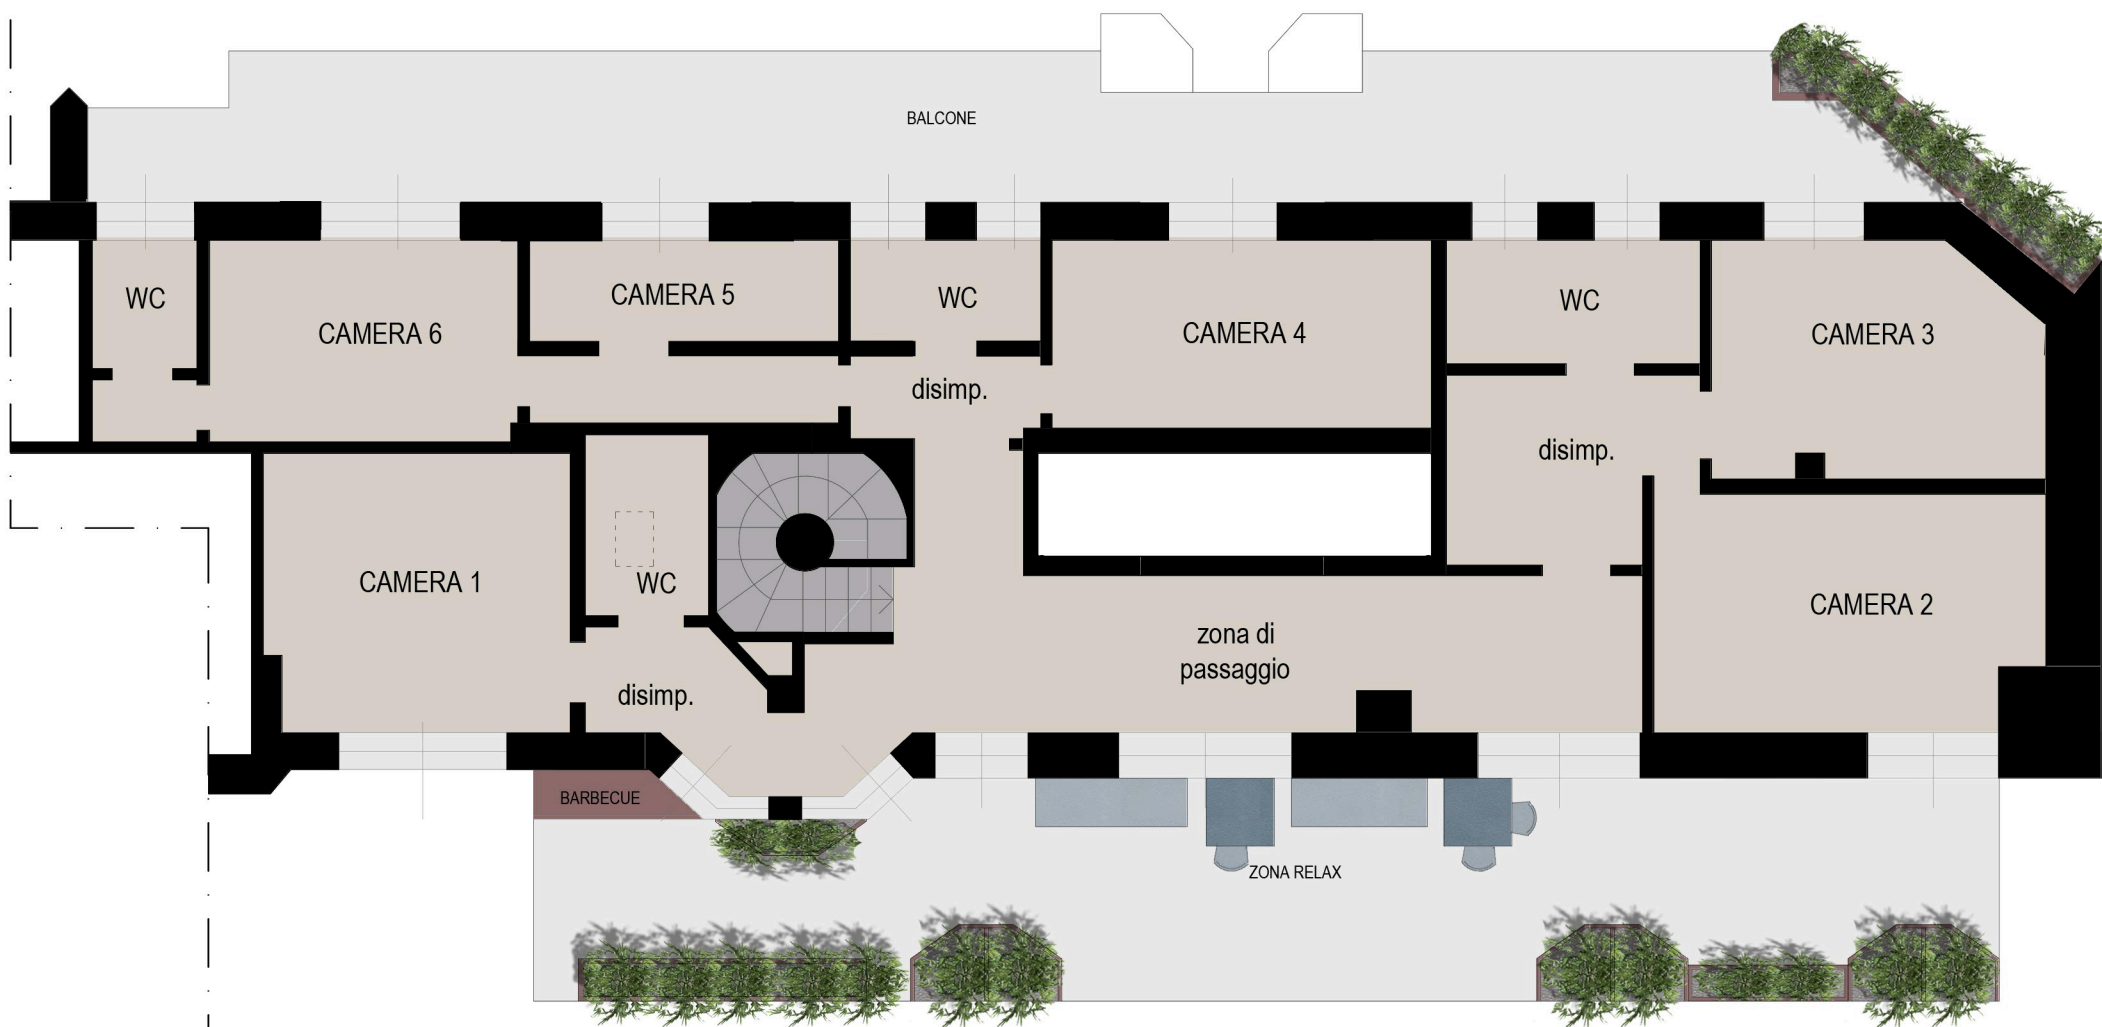 BALCONE
WC
CAMERA 6
CAMERA 5
WC
CAMERA 4
WC
CAMERA 3
disimp.
disimp.
CAMERA 1
WC
CAMERA 2
zona di
passaggio
disimp.
BARBECUE
ZONA RELAX